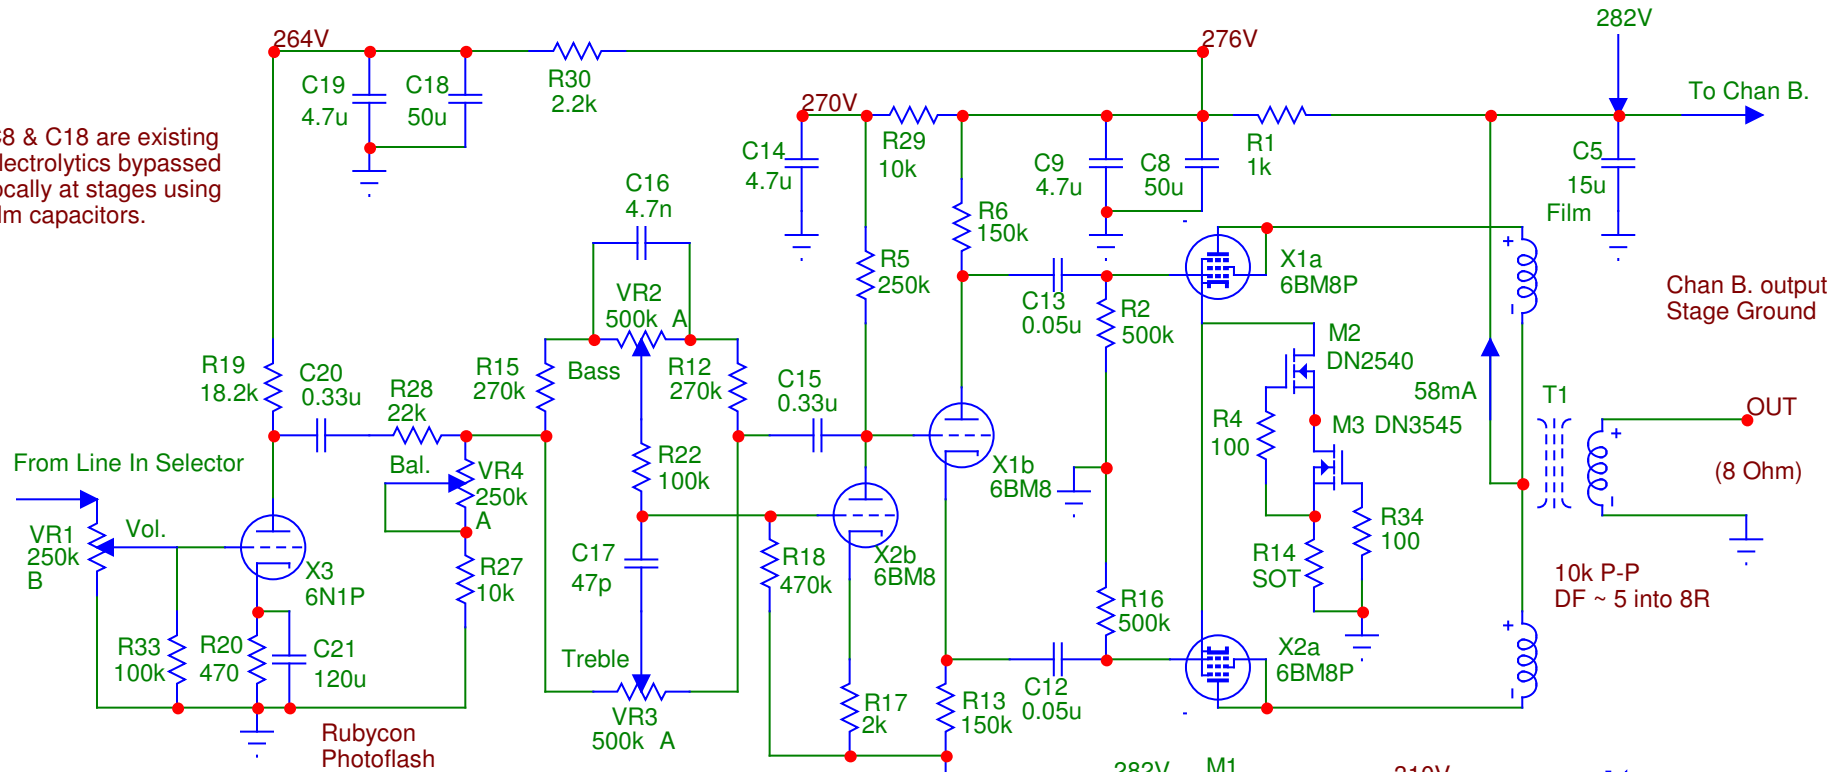 264V
276V
282V
C19
4.7u
C18
50u
R30
2.2k
270V
To Chan B.
C8 & C18 are existing
electrolytics bypassed
locally at stages using
film capacitors.
C14
4.7u
R29
10k
C9
4.7u
C8
50u
R1
1k
C5
15u
Film
C16
4.7n
R6
150k
R5
250k
X1a
6BM8P
Chan B. output
Stage Ground
VR2
500k A
Bass
C13
0.05u
R2
500k
M2
DN2540
R19
18.2k
C20
0.33u
R28
22k
R15
270k
R12
270k
C15
0.33u
R4
100
M3 DN3545
58mA
T1
OUT
(8 Ohm)
From Line In Selector
Bal.
VR4
250k
A
R22
100k
X1b
6BM8
VR1
250k
B
Vol.
X3
6N1P
C17
47p
R18
470k
X2b
6BM8
R14
SOT
R34
100
R27
10k
10k P-P
DF ~ 5 into 8R
R33
100k
R20
470
C21
120u
Treble
R16
500k
X2a
6BM8P
VR3
500k A
R17
2k
R13
150k
C12
0.05u
Rubycon
Photoflash
282V
M1
310V